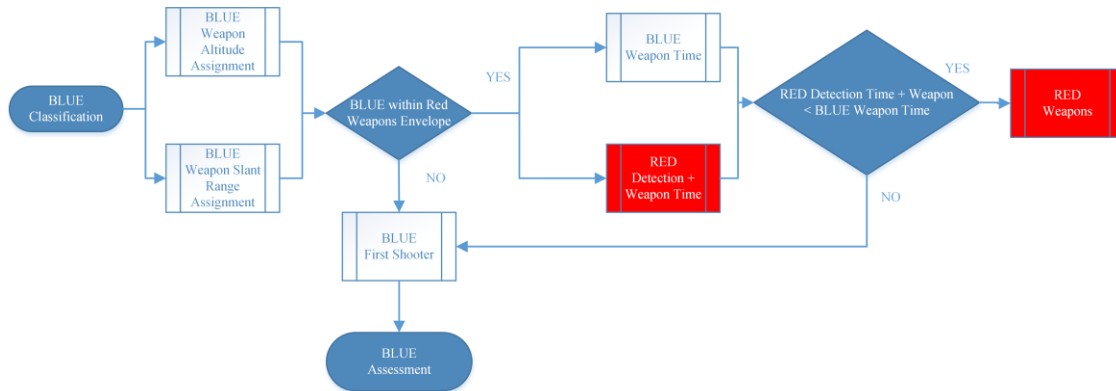 BLUE
Classification
BLUE
Weapon
Altitude
Assignment
BLUE
Weapon Slant
Range
Assignment
BLUE within Red
Weapons Envelope
YES
NO
BLUE
Weapon Time
RED
Detection +
Weapon Time
RED Detection Time + Weapon
< BLUE Weapon Time
YES
NO
RED
Weapons
BLUE
First Shooter
BLUE
Assessment